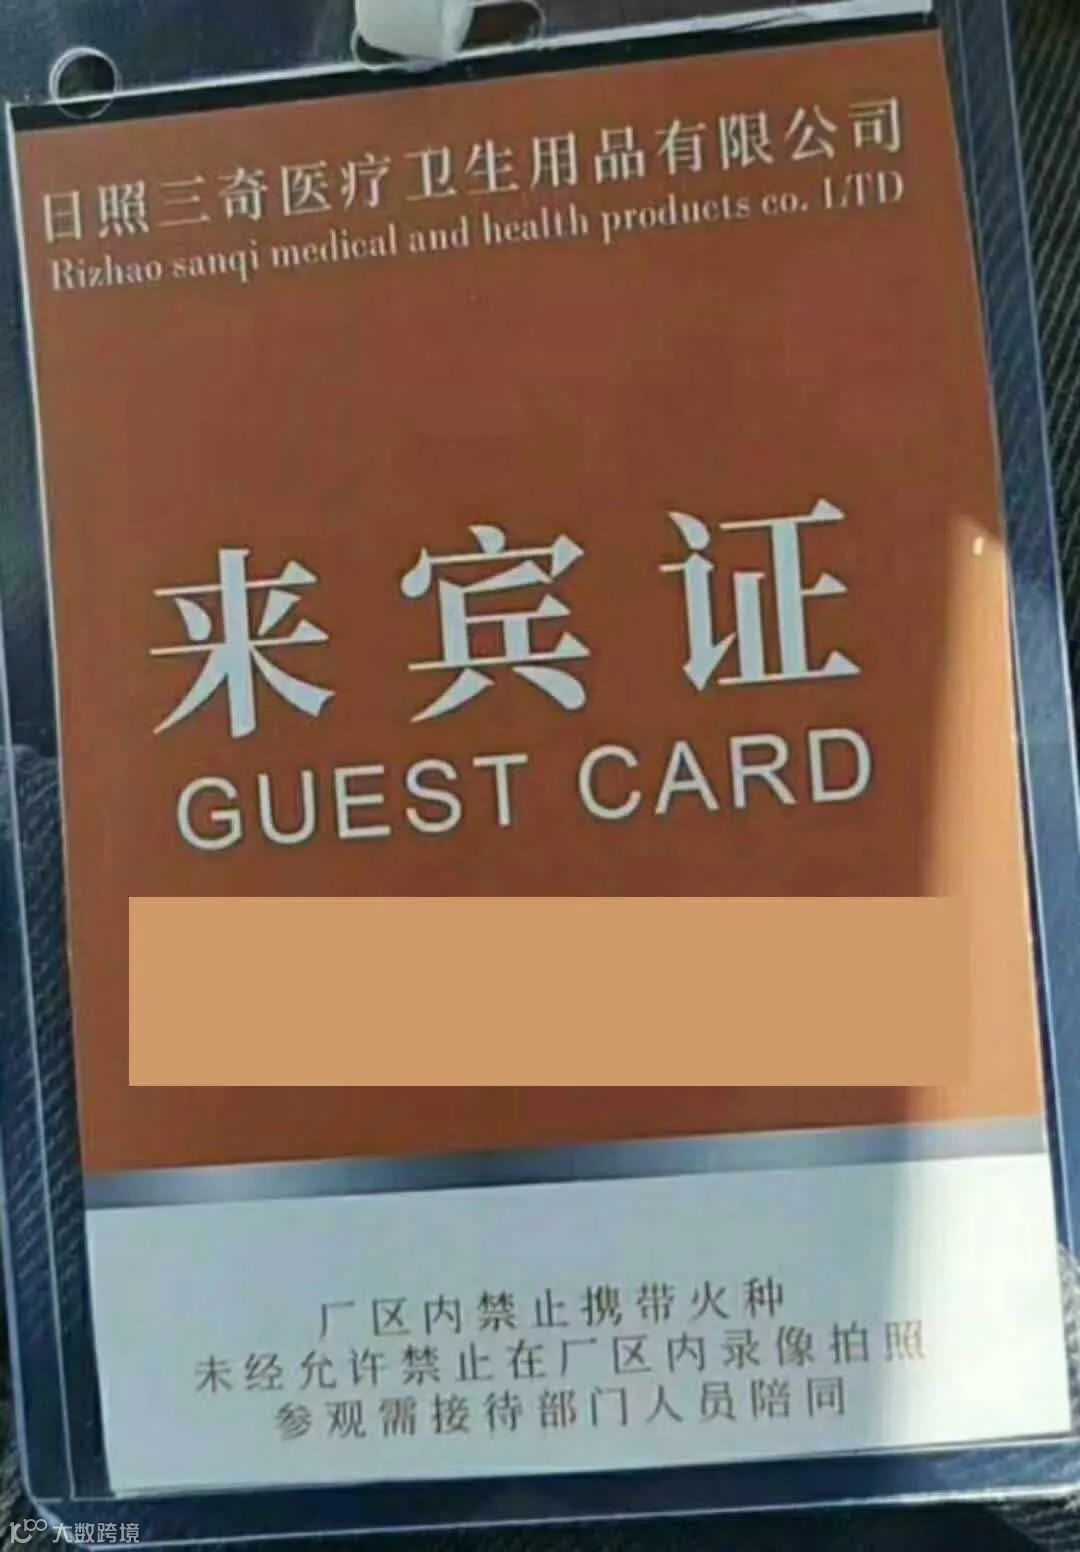 日照三奇医疗卫生用品有限公司
Rizhao sanqi medical and health products co. LTD
来宾证
GUEST CARD
厂区内禁止携带火种
未经允许禁止在厂区内录像拍照
参观需接待部门人员陪同
大数跨境